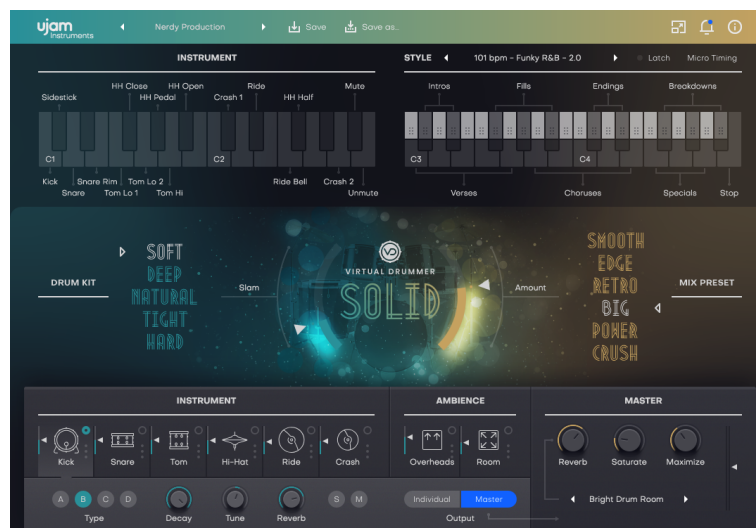 ujam
instruments
Nerdy Production
Save
Save as..
INSTRUMENT
STYLE
101 bpm - Funky R&B - 2.0
Latch
Micro Timing
HH Close
HH Open
Ride
Mute
Sidestick
HH Pedal
Crash 1
HH Half
C1
C2
Kick
Snare Rim
Tom Lo 2
Ride Bell
Crash 2
Snare
Tom Lo 1
Tom Hi
Unmute
Intros
Fills
Endings
Breakdowns
C3
C4
Verses
Choruses
Specials
Stop
DRUM KIT
SOFT
DEEP
NATURAL
TIGHT
HARD
Slam
VD
VIRTUAL DRUMMER
SOLID
Amount
SMOOTH
EDGE
RETRO
BIG
POWER
CRUSH
MIX PRESET
INSTRUMENT
AMBIENCE
MASTER
Kick
Snare
Tom
Hi-Hat
Ride
Crash
Overheads
Room
Reverb
Saturate
Maximize
A B C D
Type
Decay
Tune
Reverb
S M
Individual
Master
Output
Bright Drum Room